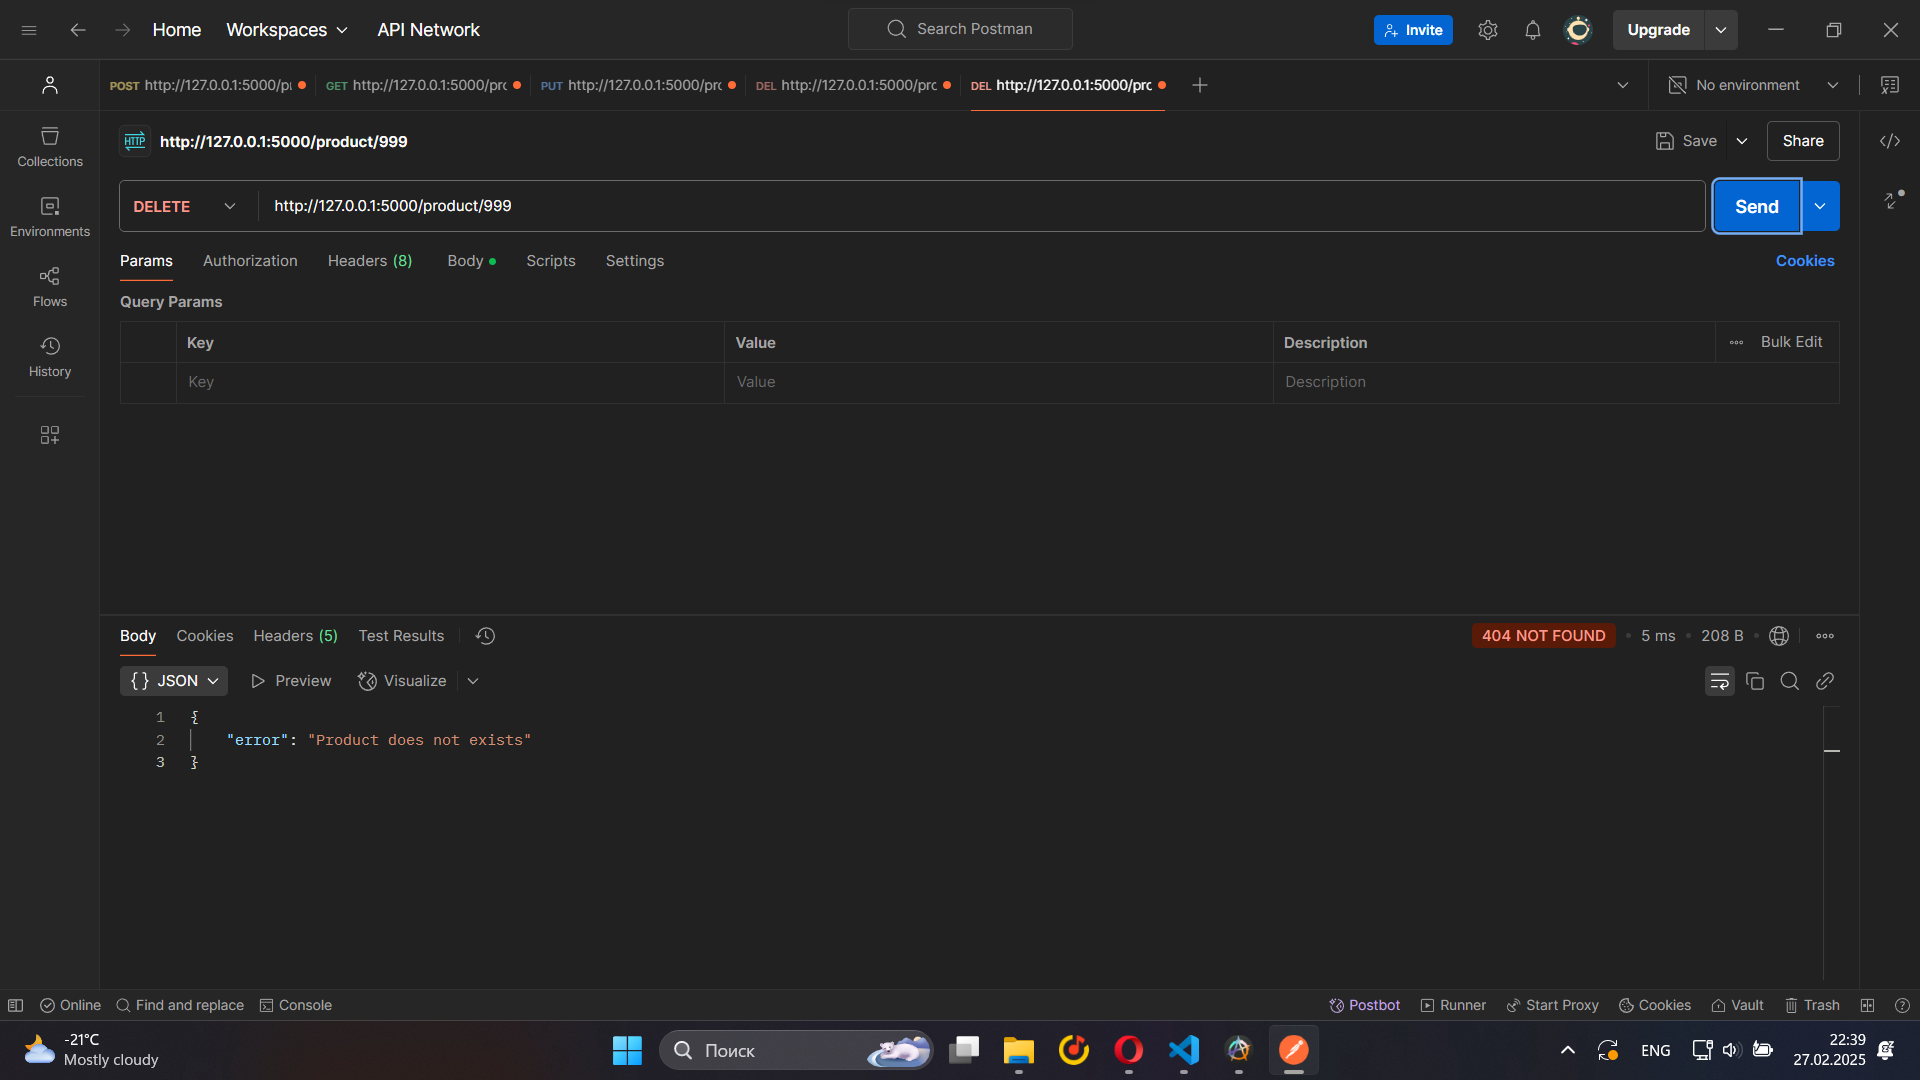 Home Workspaces API Network Search Postman Invite Upgrade
POST http://127.0.0.1:5000/pı GET http://127.0.0.1:5000/prc PUT http://127.0.0.1:5000/prc DEL http://127.0.0.1:5000/prc DEL http://127.0.0.1:5000/prc No environment
HTTP http://127.0.0.1:5000/product/999 Save Share
Collections
DELETE http://127.0.0.1:5000/product/999 Send
Environments
Params Authorization Headers (8) Body Scripts Settings Cookies
Flows
Query Params
Key Value Description Bulk Edit
History
Key Value Description
Body Cookies Headers (5) Test Results 404 NOT FOUND 5 ms 208 B
{} JSON Preview Visualize
1 {
2 "error": "Product does not exists"
3 }
Online Find and replace Console Postbot Runner Start Proxy Cookies Vault Trash
-21°C
Mostly cloudy
Поиск
ENG
22:39
27.02.2025